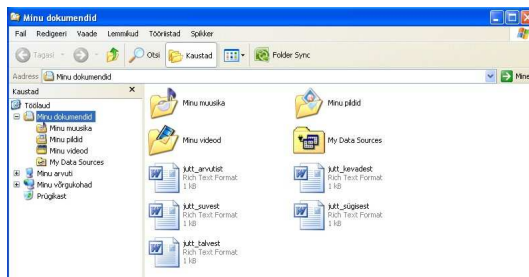 Minu dokumendid
Fail Redigeeri Vaade Lemmikud Tööriistad Spikker
Tagasi Otsi Kaustad Folder Sync
Aadress Minu dokumendid Mine
Kaustad
Töölaud
Minu dokumendid
Minu muusika
Minu pildid
Minu videod
My Data Sources
Minu arvuti
Minu võrgukohad
Prügikast
Minu muusika
Minu pildid
Minu videod
My Data Sources
jutt_arvutist
Rich Text Format
1 kB
jutt_kevadest
Rich Text Format
1 kB
jutt_suvest
Rich Text Format
1 kB
jutt_sügisest
Rich Text Format
1 kB
jutt_talvest
Rich Text Format
1 kB